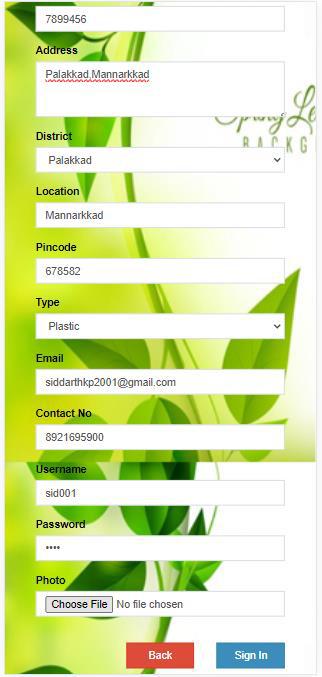 7899456
Address
Palakkad,Mannarkkad
Spring Le
BACKG
District
Palakkad
Location
Mannarkkad
Pincode
678582
Type
Plastic
Email
siddarthkp2001@gmail.com
Contact No
8921695900
Username
sid001
Password
••••
Photo
Choose File No file chosen
Back Sign In